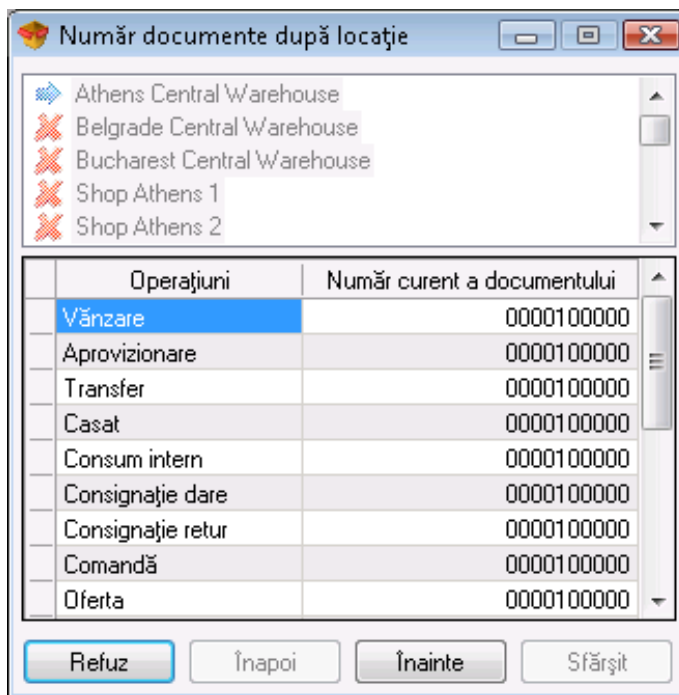 Număr documente după locaţie
Athens Central Warehouse
Belgrade Central Warehouse
Bucharest Central Warehouse
Shop Athens 1
Shop Athens 2
Operaţiuni Număr curent a documentului
Vănzare 0000100000
Aprovizionare 0000100000
Transfer 0000100000
Casat 0000100000
Consum intern 0000100000
Consignaţie dare 0000100000
Consignaţie retur 0000100000
Comandă 0000100000
Oferta 0000100000
Refuz Înapoi Înainte Sfărşit